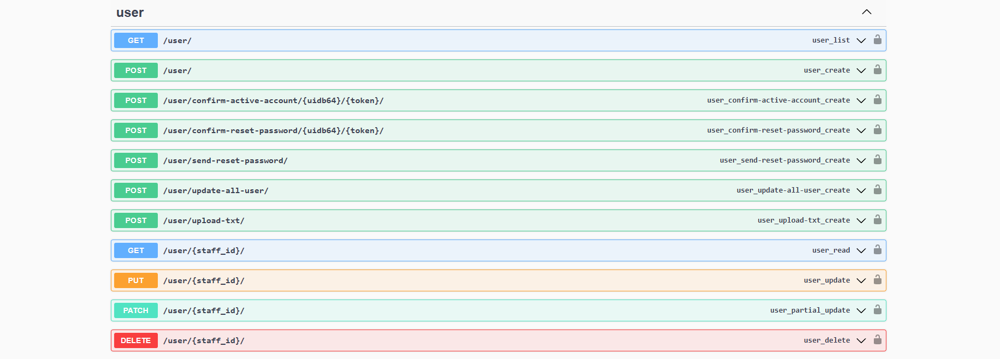 user
GET /user/ user_list
POST /user/ user_create
POST /user/confirm-active-account/{uidb64}/{token}/ user_confirm-active-account_create
POST /user/confirm-reset-password/{uidb64}/{token}/ user_confirm-reset-password_create
POST /user/send-reset-password/ user_send-reset-password_create
POST /user/update-all-user/ user_update-all-user_create
POST /user/upload-txt/ user_upload-txt_create
GET /user/{staff_id}/ user_read
PUT /user/{staff_id}/ user_update
PATCH /user/{staff_id}/ user_partial_update
DELETE /user/{staff_id}/ user_delete